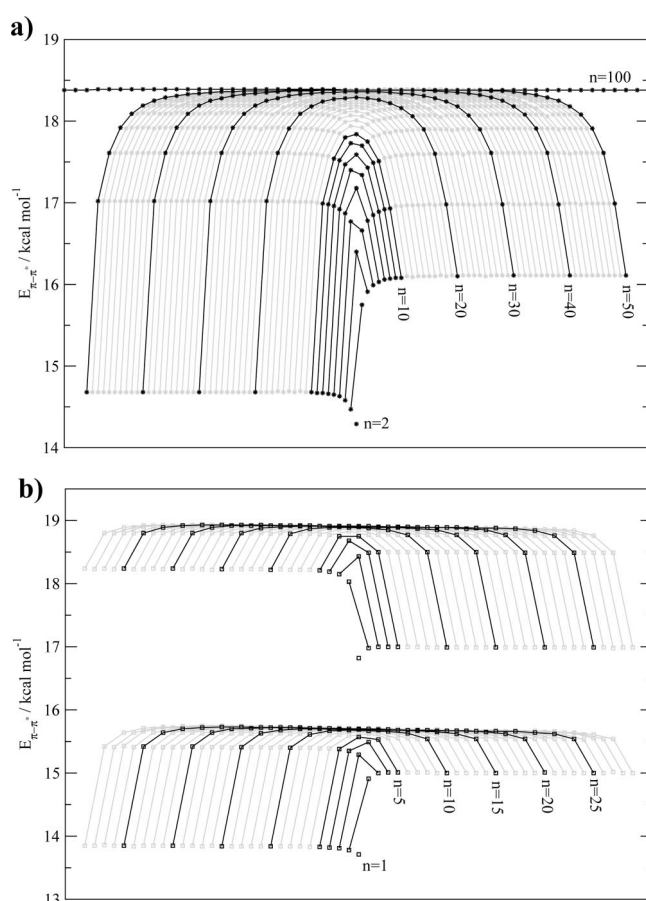 a)
19
18
17
16
15
14
E π-π* / kcal mol-1
n=100
n=10
n=20
n=30
n=40
n=50
n=2
b)
19
18
17
16
15
14
13
E π-π* / kcal mol-1
n=5
n=10
n=15
n=20
n=25
n=1